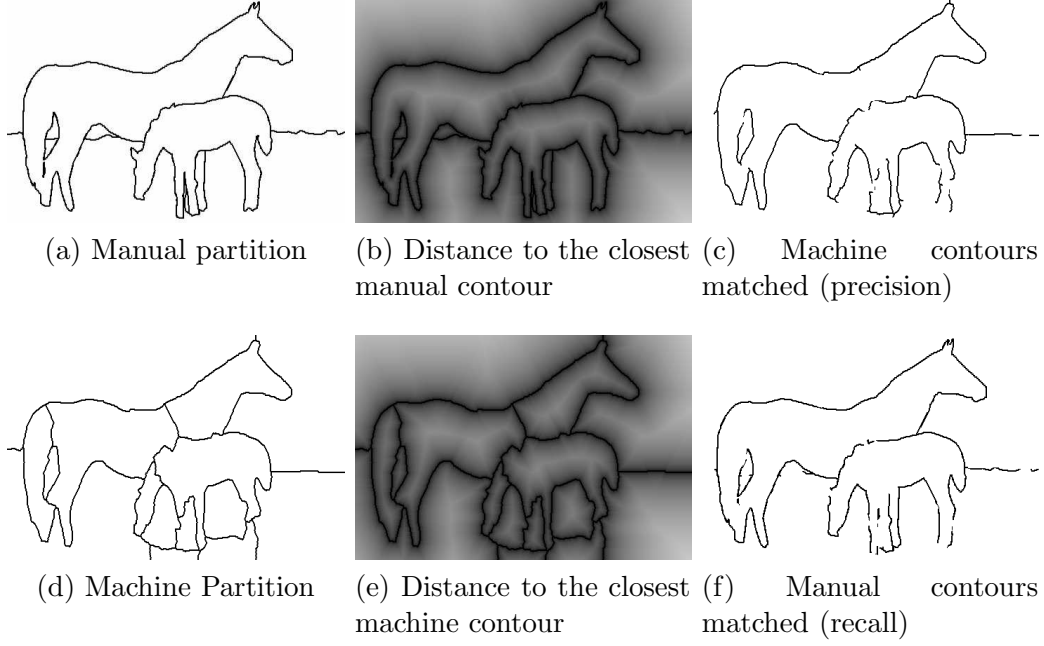 (a) Manual partition
(b) Distance to the closest
manual contour
(c) Machine contours
matched (precision)
(d) Machine Partition
(e) Distance to the closest
machine contour
(f) Manual contours
matched (recall)